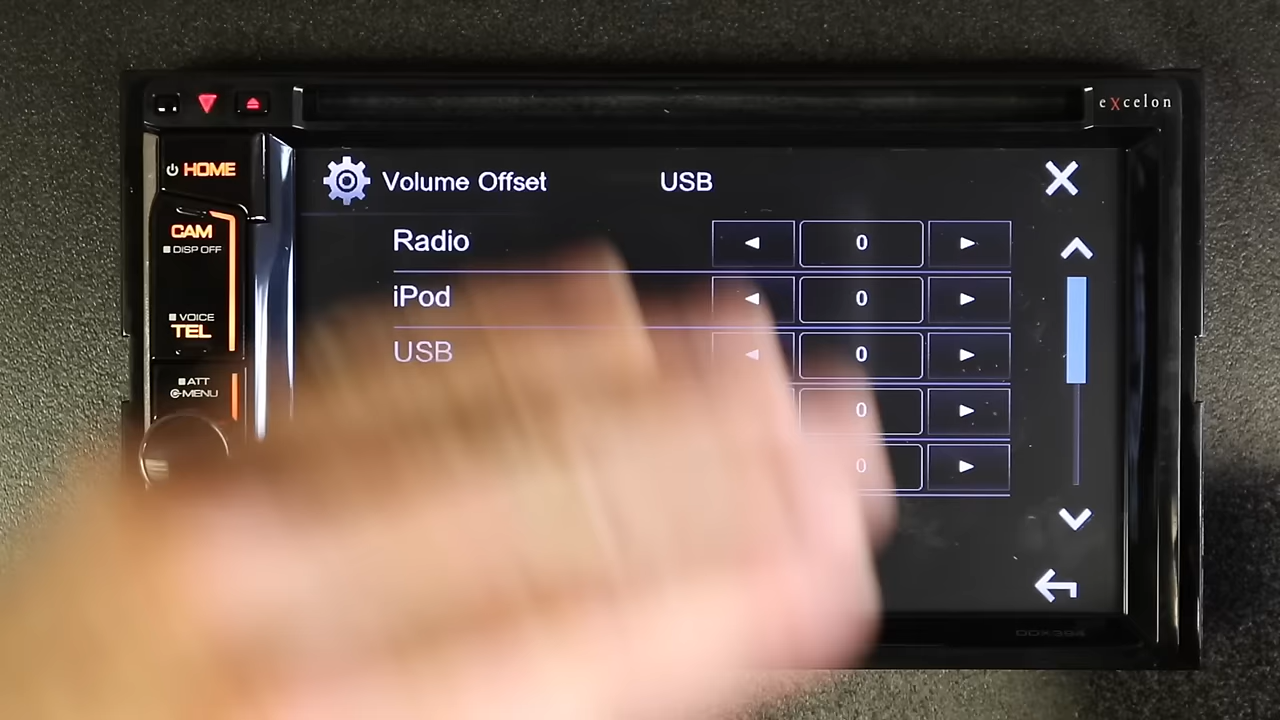 eXcelon
HOME
Volume Offset USB
CAM
DISP OFF
Radio 0
iPod 0
VOICE
TEL
USB 0
ATT
MENU
0
0